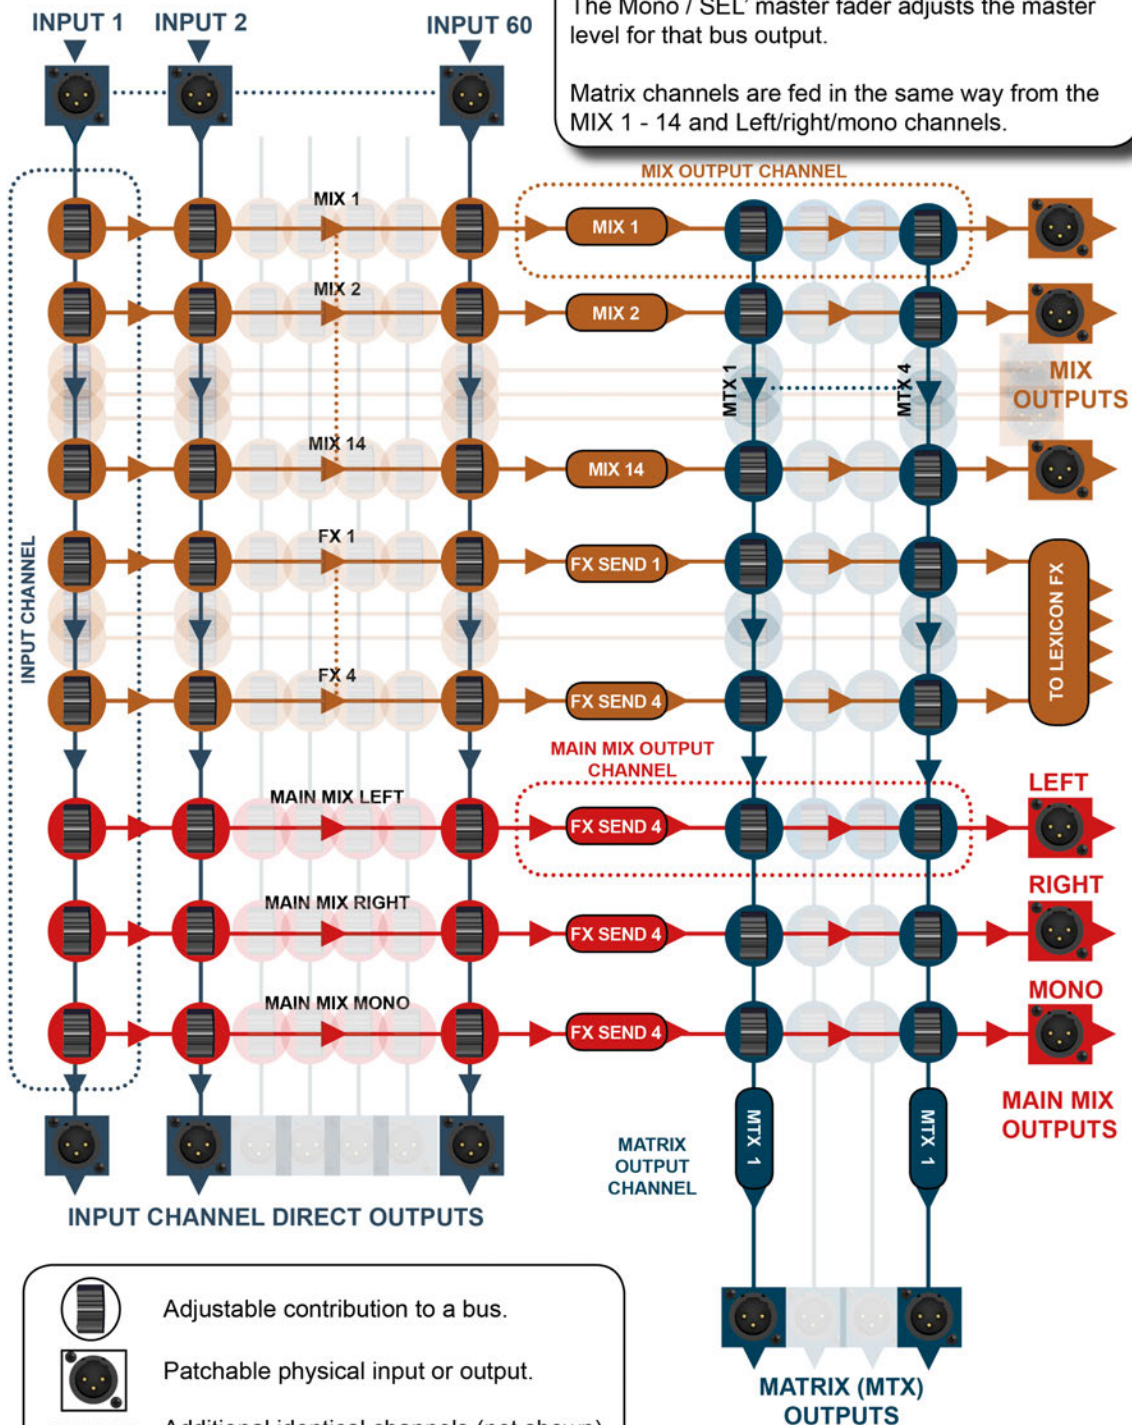 The Mono / SEL’ master fader adjusts the master
level for that bus output.
Matrix channels are fed in the same way from the
MIX 1 - 14 and Left/right/mono channels.
INPUT 1
INPUT 2
INPUT 60
MIX OUTPUT CHANNEL
MIX 1
MIX 1
MIX 2
MIX 2
MTX 1
MTX 4
MIX
OUTPUTS
MIX 14
MIX 14
INPUT CHANNEL
FX 1
FX SEND 1
TO LEXICON FX
FX 4
FX SEND 4
MAIN MIX OUTPUT
CHANNEL
MAIN MIX LEFT
FX SEND 4
LEFT
MAIN MIX RIGHT
FX SEND 4
RIGHT
MAIN MIX MONO
FX SEND 4
MONO
MAIN MIX
OUTPUTS
MATRIX
OUTPUT
CHANNEL
MTX 1
MTX 1
INPUT CHANNEL DIRECT OUTPUTS
Adjustable contribution to a bus.
Patchable physical input or output.
Additional identical channels (not shown)
MATRIX (MTX)
OUTPUTS